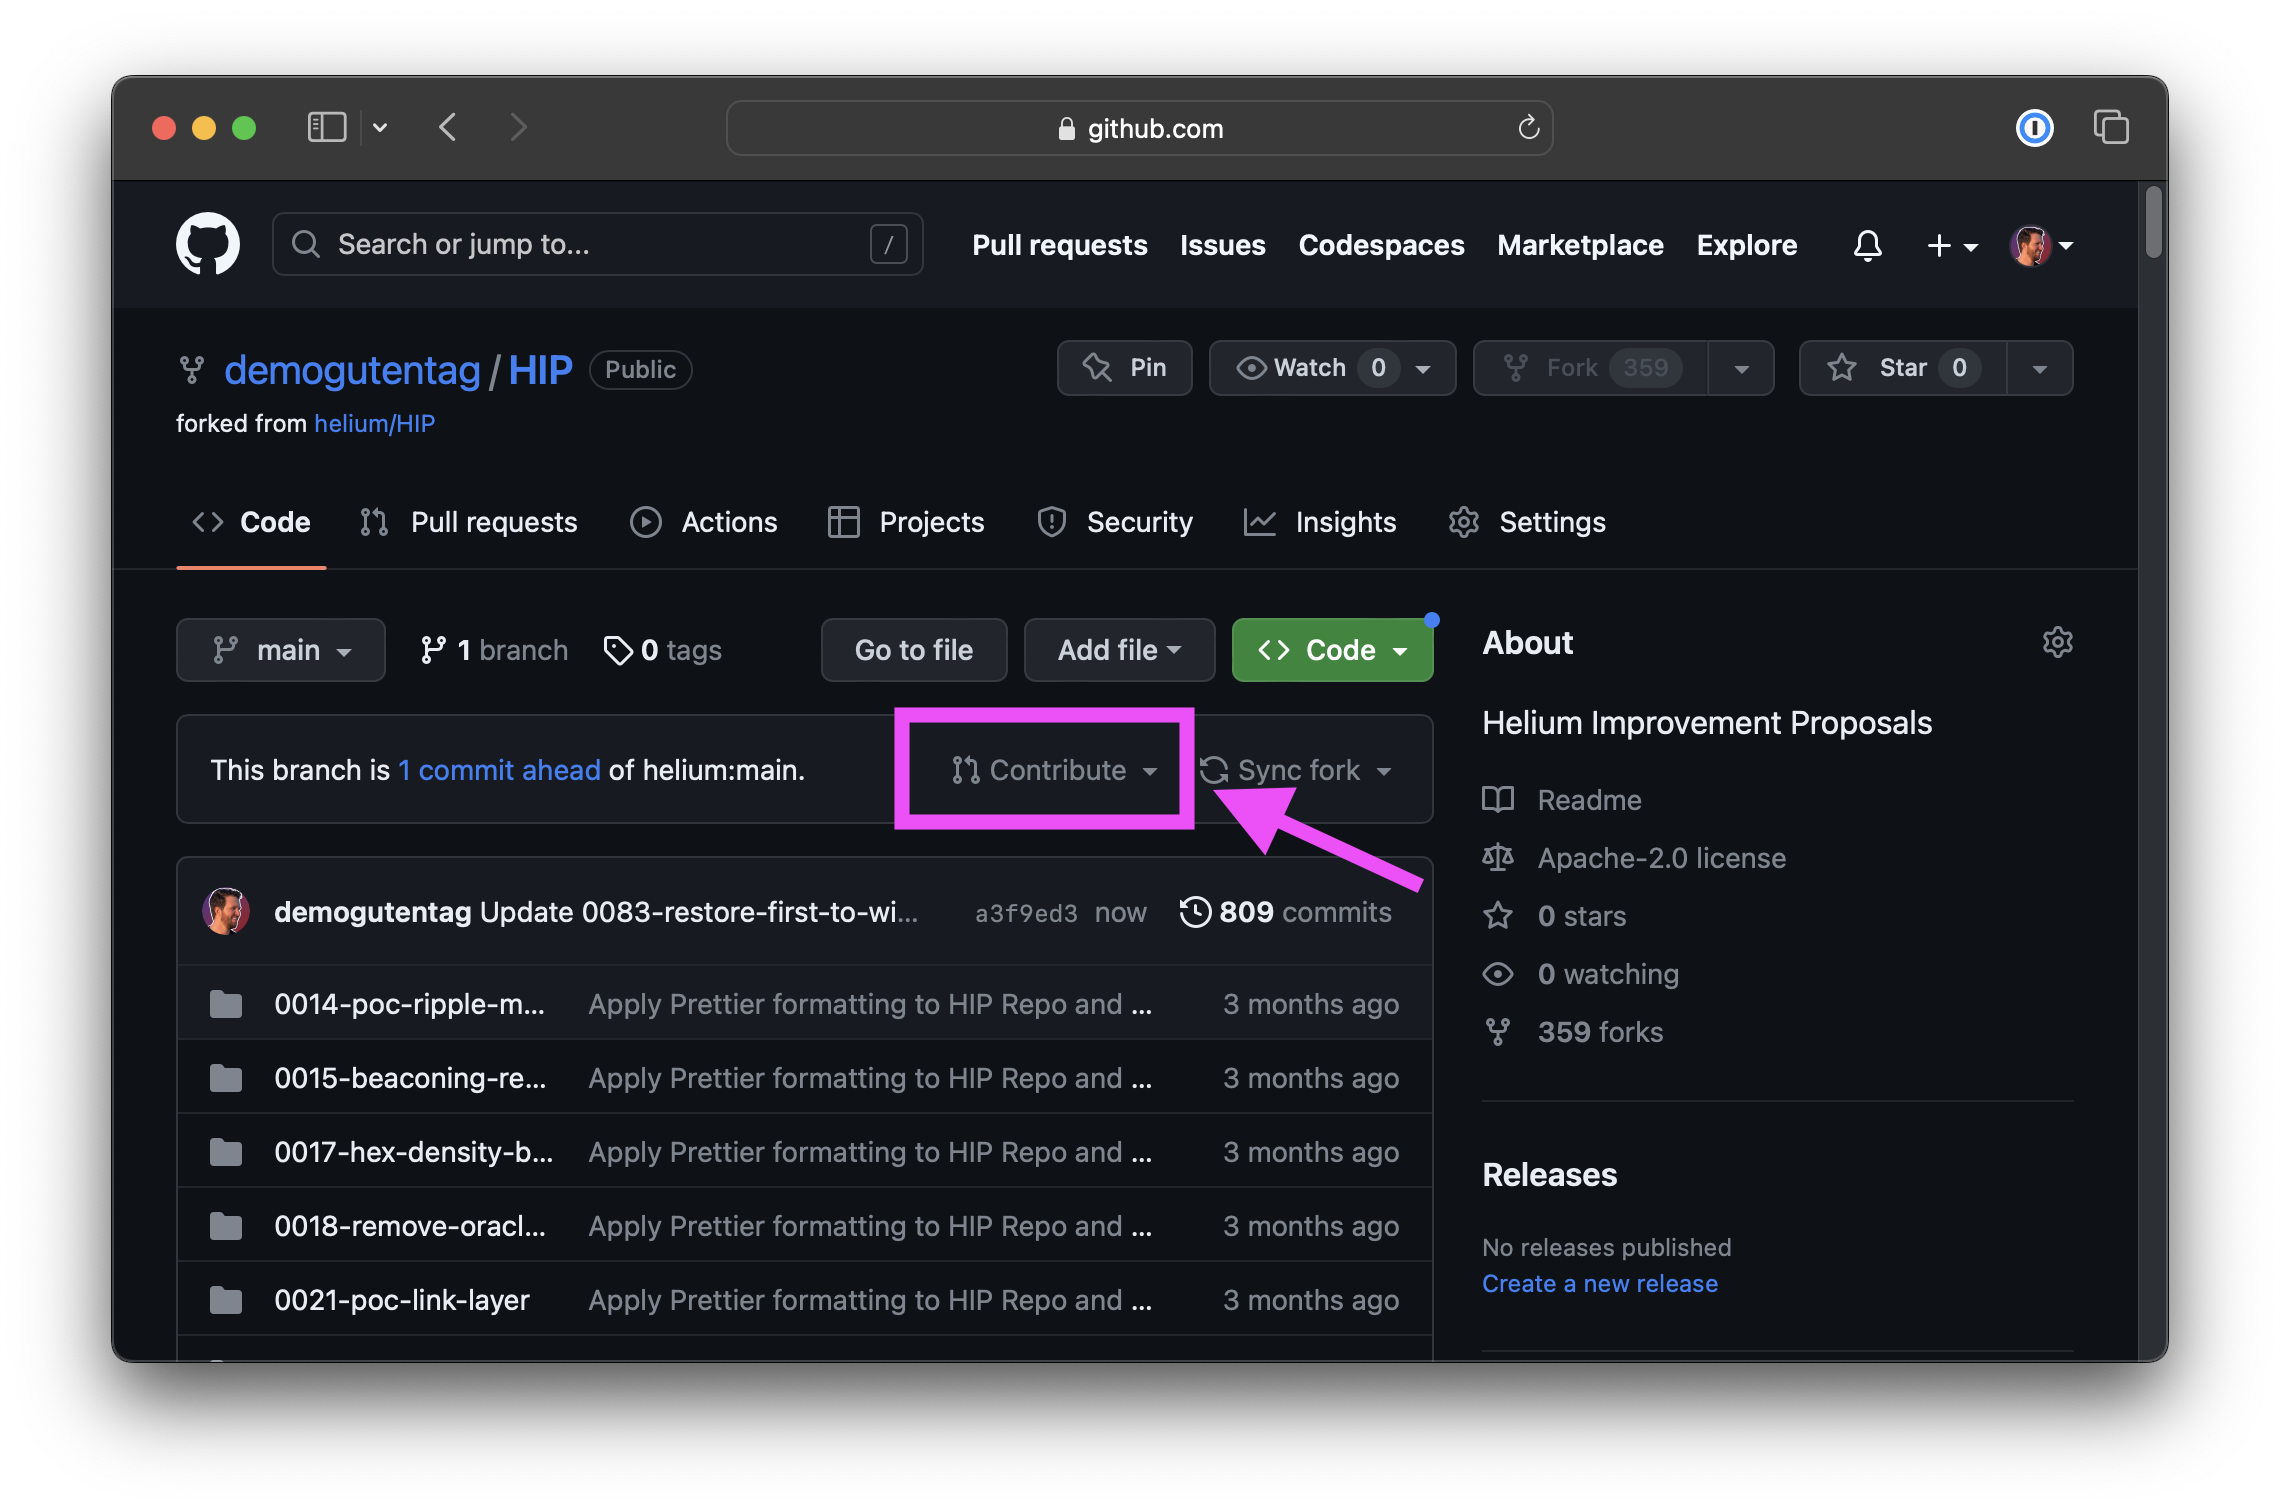 github.com
Search or jump to...
/
Pull requests
Issues
Codespaces
Marketplace
Explore
demogutentag / HIP
Public
Pin
Watch 0
Fork 359
Star 0
forked from helium/HIP
Code
Pull requests
Actions
Projects
Security
Insights
Settings
main
1 branch
0 tags
Go to file
Add file
Code
This branch is 1 commit ahead of helium:main.
Contribute
Sync fork
demogutentag Update 0083-restore-first-to-wi...
a3f9ed3 now
809 commits
0014-poc-ripple-m... Apply Prettier formatting to HIP Repo and ... 3 months ago
0015-beaconing-re... Apply Prettier formatting to HIP Repo and ... 3 months ago
0017-hex-density-b... Apply Prettier formatting to HIP Repo and ... 3 months ago
0018-remove-oracl... Apply Prettier formatting to HIP Repo and ... 3 months ago
0021-poc-link-layer Apply Prettier formatting to HIP Repo and ... 3 months ago
About
Helium Improvement Proposals
Readme
Apache-2.0 license
0 stars
0 watching
359 forks
Releases
No releases published
Create a new release